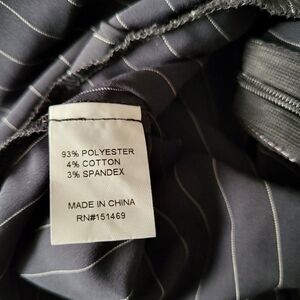 93% POLYESTER
4% COTTON
3% SPANDEX
MADE IN CHINA
RN#151469